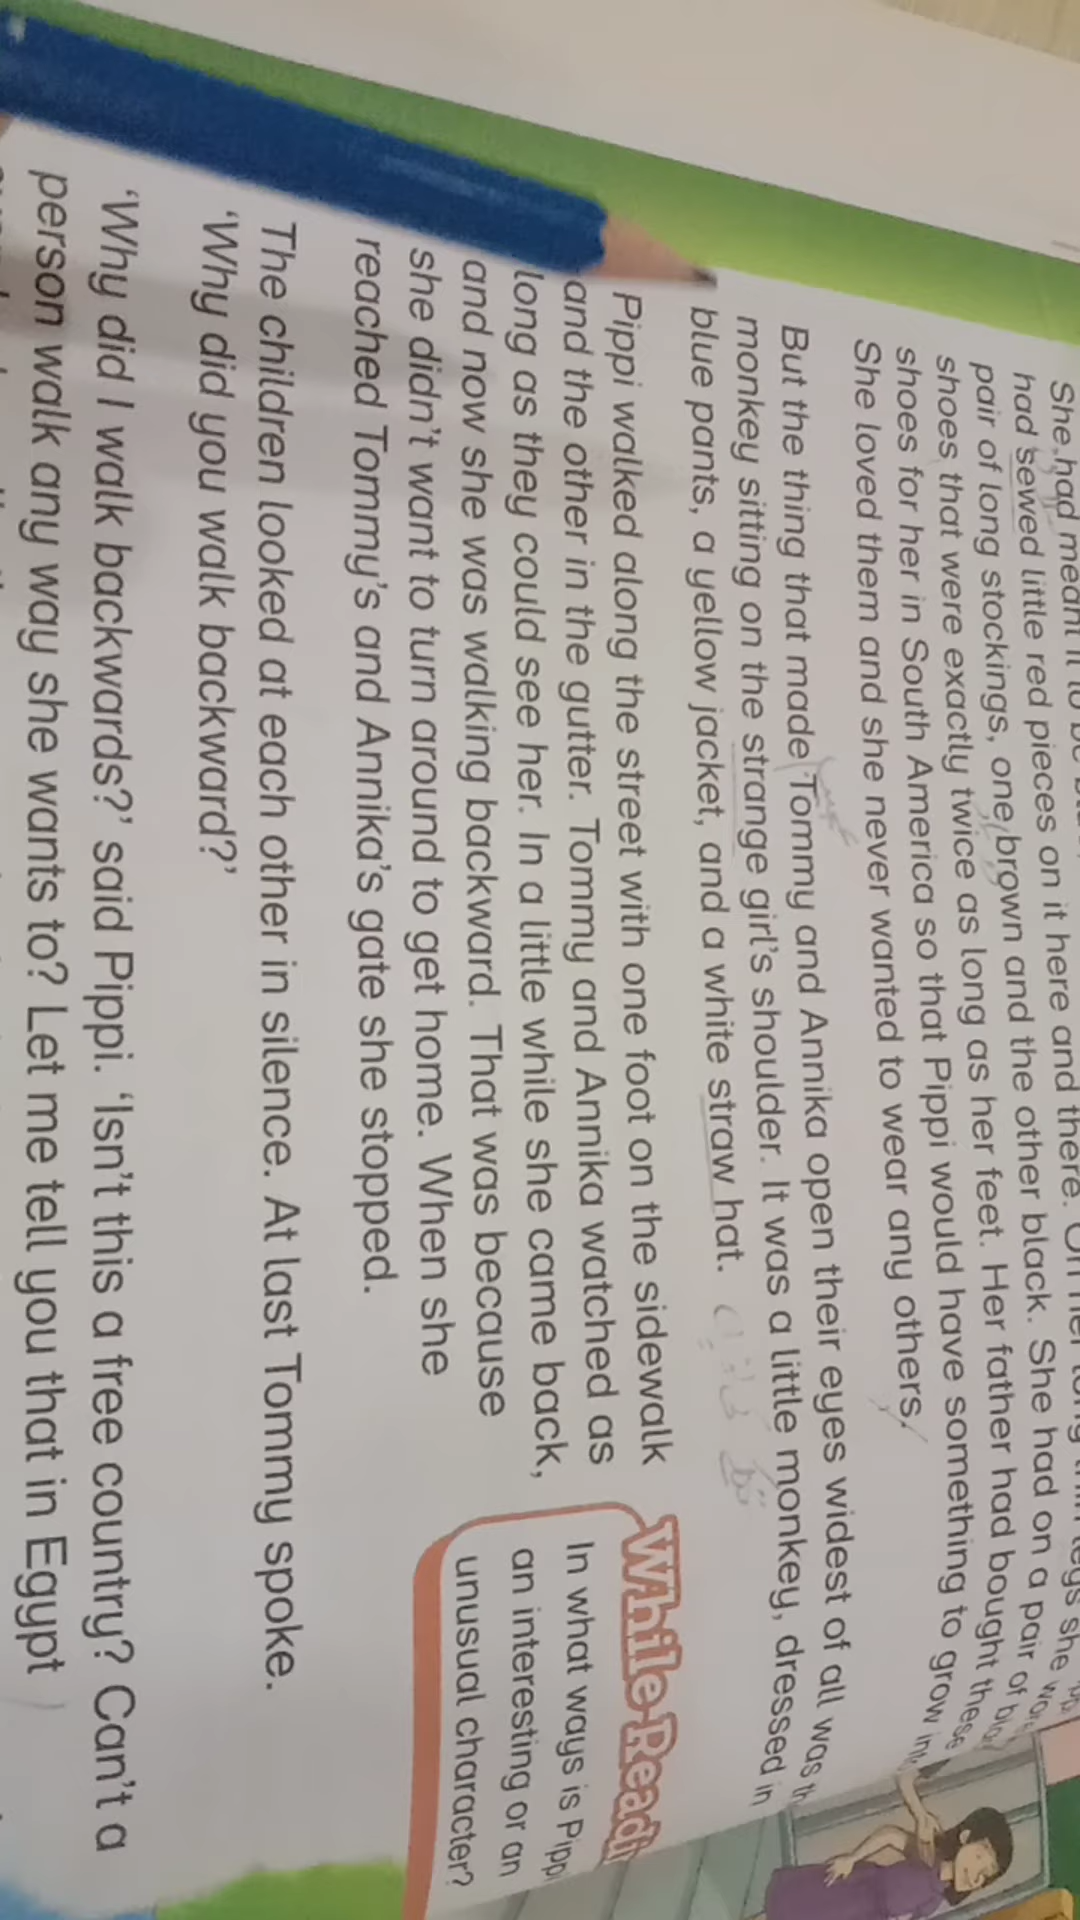 She had meant it to be
had sewed little red pieces on it here and there. On her long thin legs she wore
pair of long stockings, one brown and the other black. She had on a pair of
shoes that were exactly twice as long as her feet. Her father had bought these
shoes for her in South America so that Pippi would have something to grow into
She loved them and she never wanted to wear any others.
But the thing that made Tommy and Annika open their eyes widest of all was
monkey sitting on the strange girl's shoulder. It was a little monkey, dressed in
blue pants, a yellow jacket, and a white straw hat.
Pippi walked along the street with one foot on the sidewalk
and the other in the gutter. Tommy and Annika watched as
long as they could see her. In a little while she came back,
and now she was walking backward. That was because
she didn't want to turn around to get home. When she
reached Tommy's and Annika's gate she stopped.
While-Readi
In what ways is Pippi
an interesting or an
unusual character?
The children looked at each other in silence. At last Tommy spoke.
'Why did you walk backward?'
'Why did I walk backwards?' said Pippi. 'Isn't this a free country? Can't a
person walk any way she wants to? Let me tell you that in Egypt